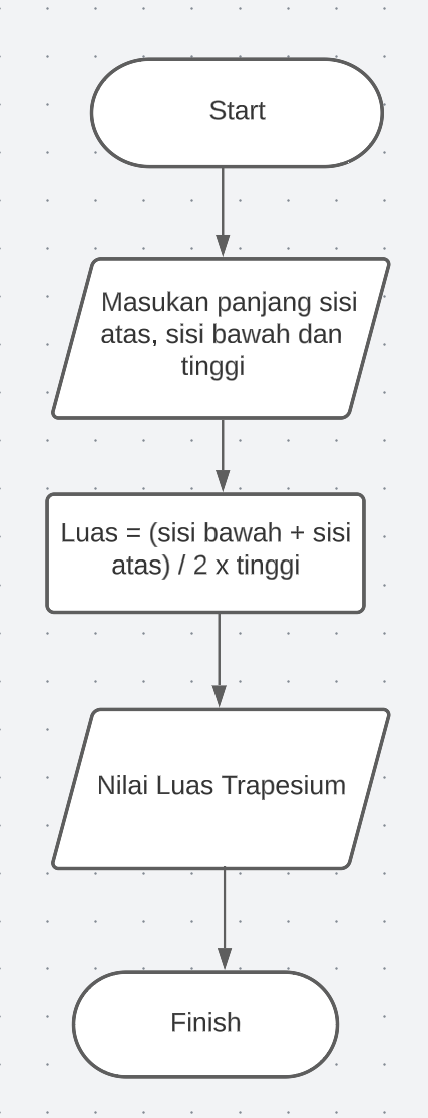 Start
Masukan panjang sisi
atas, sisi bawah dan
tinggi
Luas = (sisi bawah + sisi
atas) / 2 x tinggi
Nilai Luas Trapesium
Finish